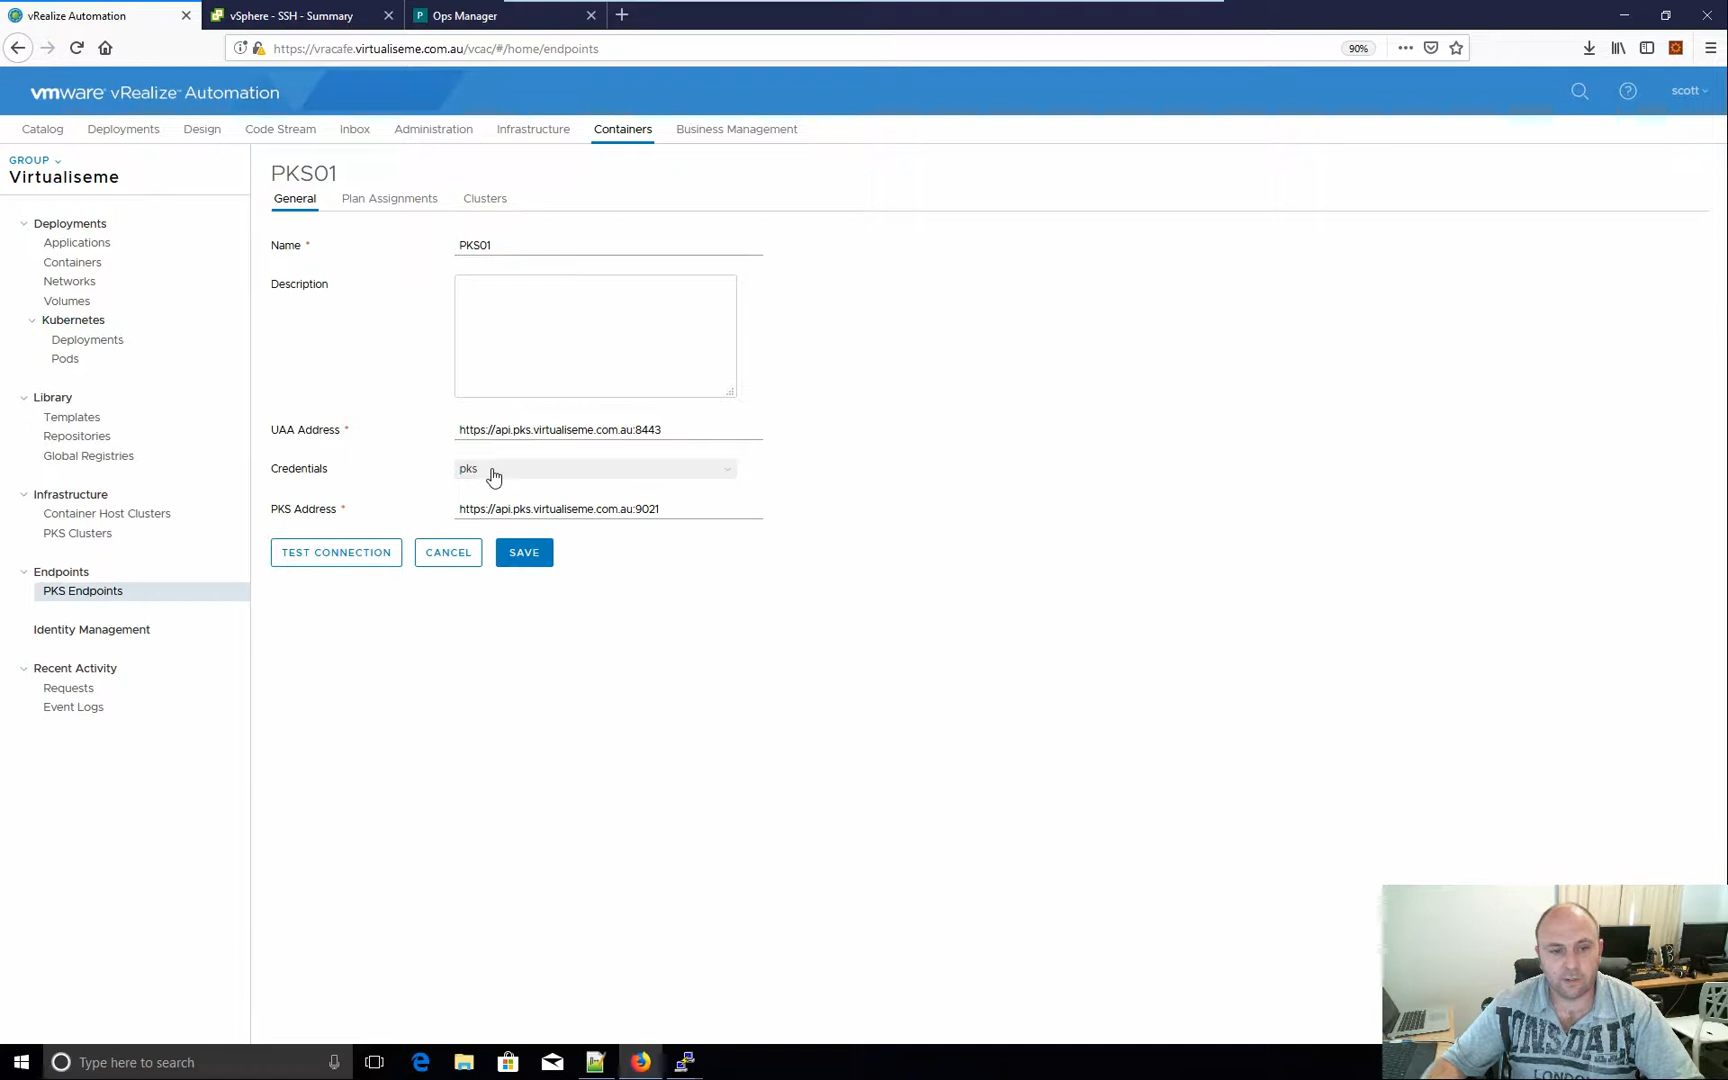 vRealize Automation
vSphere - SSH - Summary
Ops Manager
https://vracafe.virtualiseme.com.au/vcac/#/home/endpoints
90%
vmware vRealize Automation
scott
Catalog
Deployments
Design
Code Stream
Inbox
Administration
Infrastructure
Containers
Business Management
GROUP
Virtualiseme
Deployments
Applications
Containers
Networks
Volumes
Kubernetes
Deployments
Pods
Library
Templates
Repositories
Global Registries
Infrastructure
Container Host Clusters
PKS Clusters
Endpoints
PKS Endpoints
Identity Management
Recent Activity
Requests
Event Logs
PKS01
General
Plan Assignments
Clusters
Name *
PKS01
Description
UAA Address *
https://api.pks.virtualiseme.com.au:8443
Credentials
pks
PKS Address *
https://api.pks.virtualiseme.com.au:9021
TEST CONNECTION
CANCEL
SAVE
LONSDALE
LONDON
Type here to search